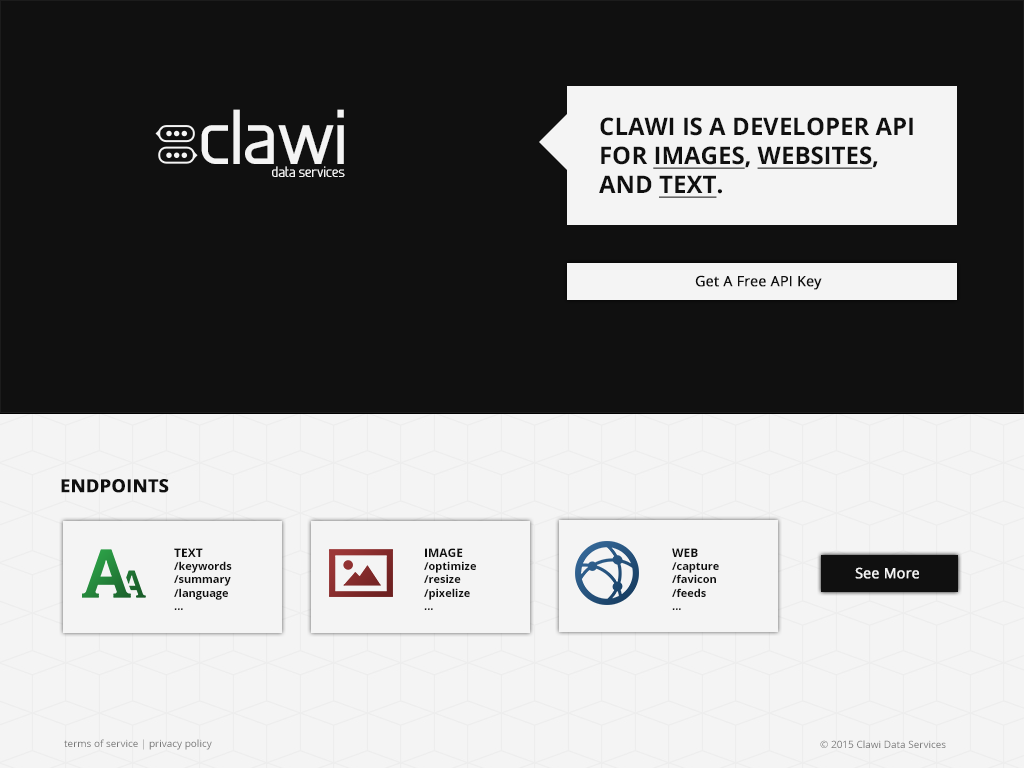 clawi
data services
CLAWI IS A DEVELOPER API
FOR IMAGES, WEBSITES,
AND TEXT.
Get A Free API Key
ENDPOINTS
AA
TEXT
/keywords
/summary
/language
...
IMAGE
/optimize
/resize
/pixelize
...
WEB
/capture
/favicon
/feeds
...
See More
terms of service | privacy policy
© 2015 Clawi Data Services